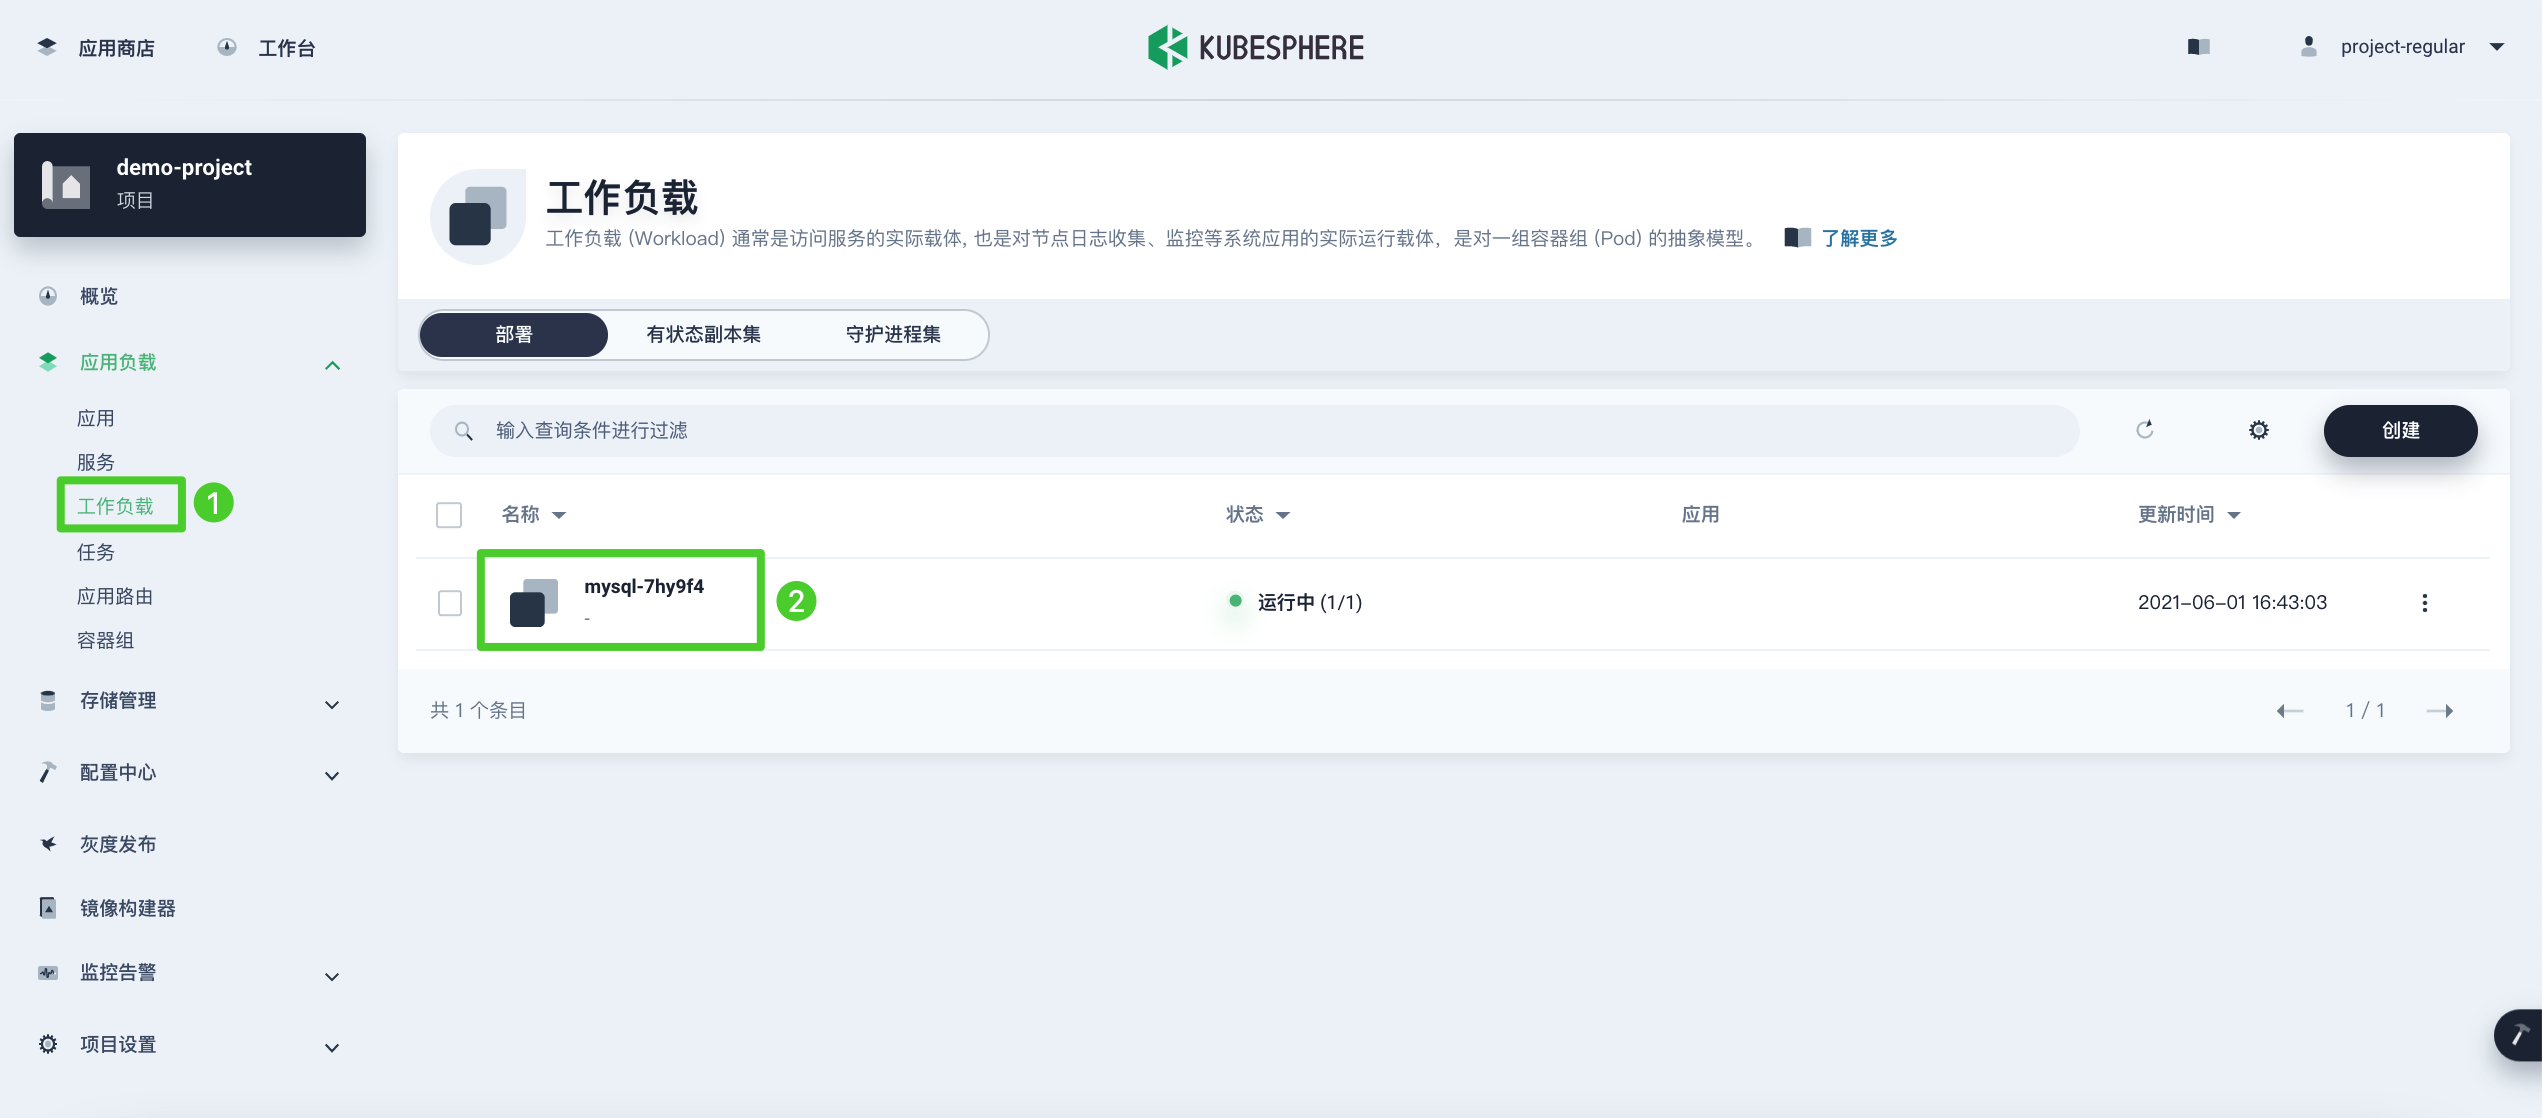 应用商店
工作台
KUBESPHERE
project-regular
demo-project
项目
概览
应用负载
应用
服务
工作负载
1
任务
应用路由
容器组
存储管理
配置中心
灰度发布
镜像构建器
监控告警
项目设置
工作负载
工作负载 (Workload) 通常是访问服务的实际载体, 也是对节点日志收集、监控等系统应用的实际运行载体，是对一组容器组 (Pod) 的抽象模型。 了解更多
部署 有状态副本集 守护进程集
输入查询条件进行过滤
创建
名称 状态 应用 更新时间
mysql-7hy9f4
-
2
运行中 (1/1)
2021-06-01 16:43:03
共 1 个条目
1 / 1